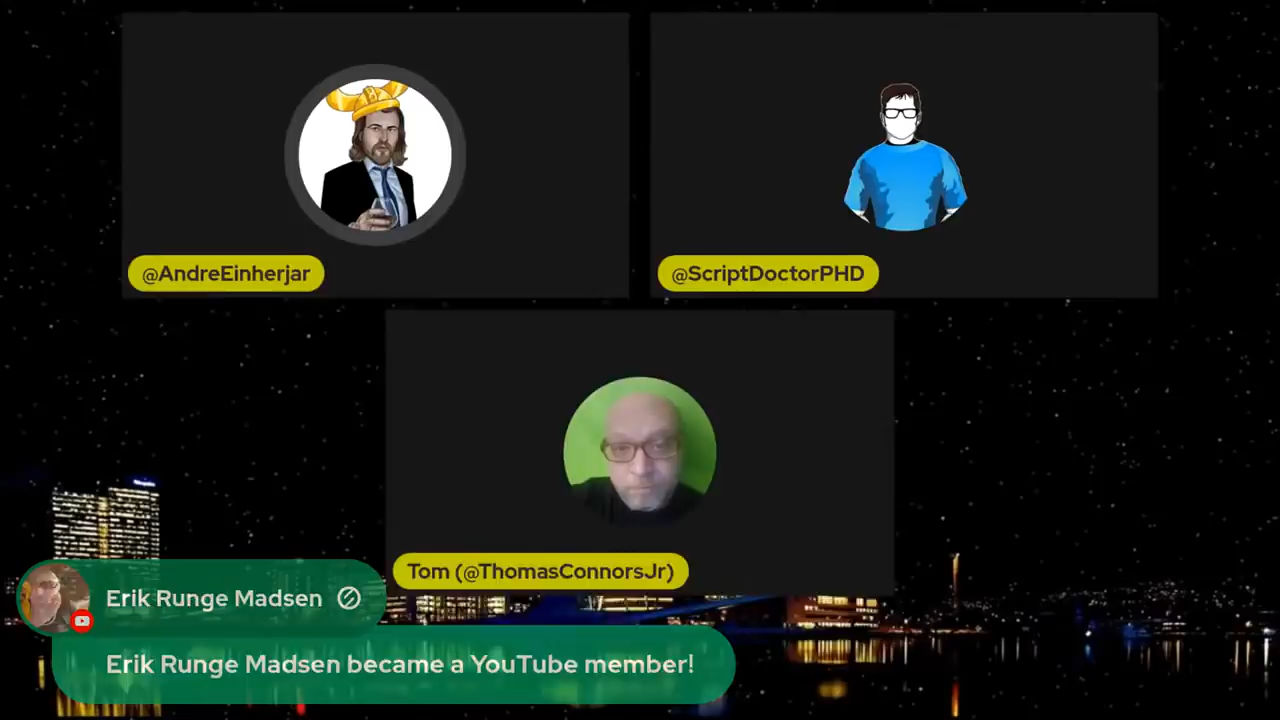 @AndreEinherjar
@ScriptDoctorPHD
Tom (@ThomasConnorsJr)
Erik Runge Madsen
Erik Runge Madsen became a YouTube member!